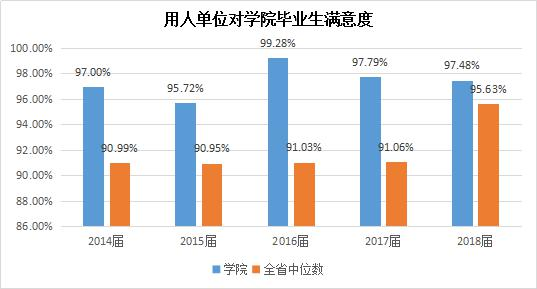 用人单位对学院毕业生满意度
100.00%
98.00%
96.00%
94.00%
92.00%
90.00%
88.00%
86.00%
97.00%
90.99%
95.72%
90.95%
99.28%
91.03%
97.79%
91.06%
97.48%
95.63%
2014届
2015届
2016届
2017届
2018届
学院
全省中位数